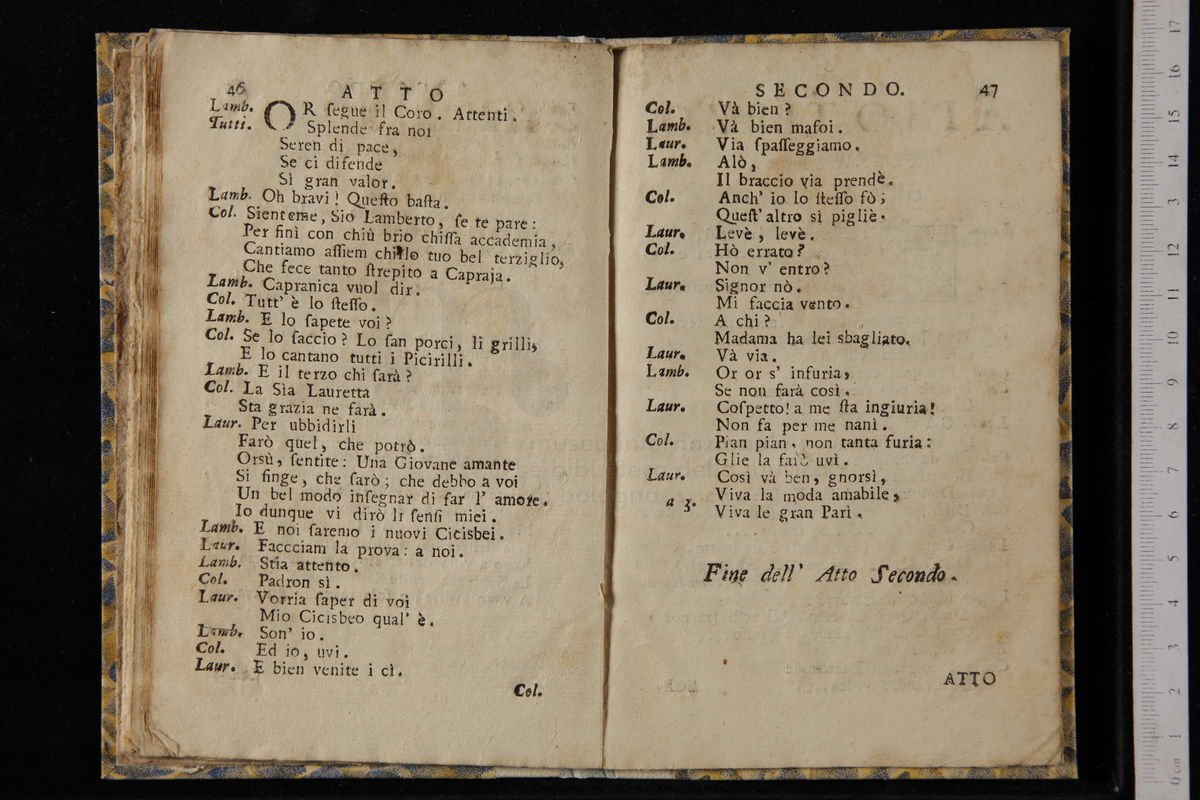 46 ATTO
Lamb. OR ſegue il Coro. Attenti.
Tutti. Splende fra noi
Seren di pace,
Se ci difende
Sì gran valor.
Lamb. Oh bravi! Queſto baſta.
Col. Sienteme, Sio Lamberto, ſe te pare:
Per finì con chiù brio chiſſa accademia,
Cantiamo aſſiem chillo tuo bel terziglio,
Che fece tanto ſtrepito a Capraja.
Lamb. Capranica vuol dir.
Col. Tutt' è lo ſteſſo.
Lamb. E lo ſapete voi?
Col. Se lo ſaccio? Lo ſan porci, li grilli,
E lo cantano tutti i Picirilli.
Lamb. E il terzo chi ſarà?
Col. La Sia Lauretta
Sta grazia ne farà.
Laur. Per ubbidirli
Farò quel, che potrò.
Orsù, ſentite: Una Giovane amante
Si finge, che ſarò; che debbo a voi
Un bel modo inſegnar di far l' amore.
Io dunque vi dirò li ſenſi miei.
Lamb. E noi ſaremo i nuovi Cicisbei.
Laur. Faccciam la prova: a noi.
Lamb. Stia attento.
Col. Padron sì.
Laur. Vorria ſaper di voi
Mio Cicisbeo qual' è.
Lamb. Son' io.
Col. Ed io, uvi.
Laur. E bien venite i cì.
Col.
SECONDO. 47
Col. Và bien?
Lamb. Và bien mafoi.
Laur. Via ſpaſſeggiamo.
Lamb. Alò,
Il braccio via prendè.
Col. Anch' io lo ſteſſo fò;
Queſt' altro sì pigliè.
Laur. Levè, levè.
Col. Hò errato?
Non v' entro?
Laur. Signor nò.
Mi faccia vento.
Col. A chi?
Madama ha lei sbagliato.
Laur. Và via.
Lamb. Or or s' infuria,
Se non farà così.
Laur. Coſpetto! a me ſta ingiuria!
Non fa per me nanì.
Col. Pian pian, non tanta furia:
Glie la farò uvì.
Laur. Così và ben, gnorsì,
a 3. Viva la moda amabile,
Viva le gran Parì.
Fine dell' Atto Secondo.
ATTO